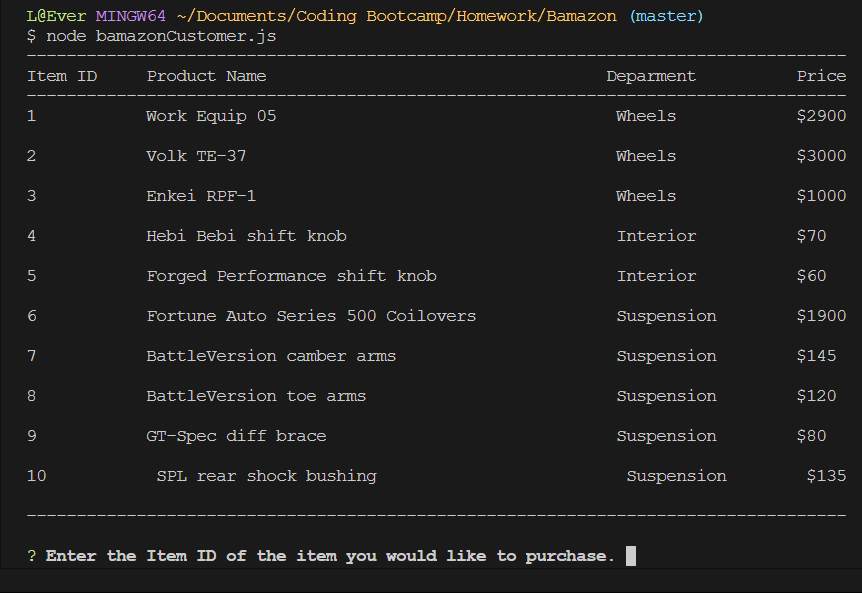 L@Ever MINGW64 ~/Documents/Coding Bootcamp/Homework/Bamazon (master)
$ node bamazonCustomer.js
----------------------------------------------------------------------------------
Item ID     Product Name                                  Deparment          Price
----------------------------------------------------------------------------------
1           Work Equip 05                                  Wheels            $2900
2           Volk TE-37                                     Wheels            $3000
3           Enkei RPF-1                                    Wheels            $1000
4           Hebi Bebi shift knob                           Interior          $70
5           Forged Performance shift knob                  Interior          $60
6           Fortune Auto Series 500 Coilovers              Suspension        $1900
7           BattleVersion camber arms                      Suspension        $145
8           BattleVersion toe arms                         Suspension        $120
9           GT-Spec diff brace                             Suspension        $80
10           SPL rear shock bushing                         Suspension        $135
----------------------------------------------------------------------------------
? Enter the Item ID of the item you would like to purchase.